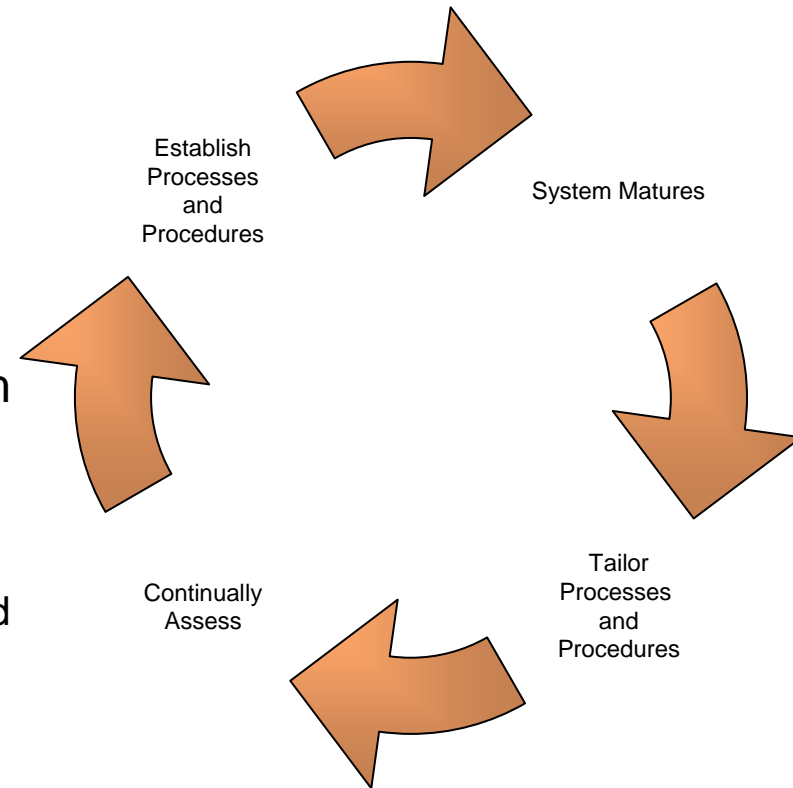 Establish
Processes
and
Procedures
System Matures
Tailor
Processes
and
Procedures
Continually
Assess